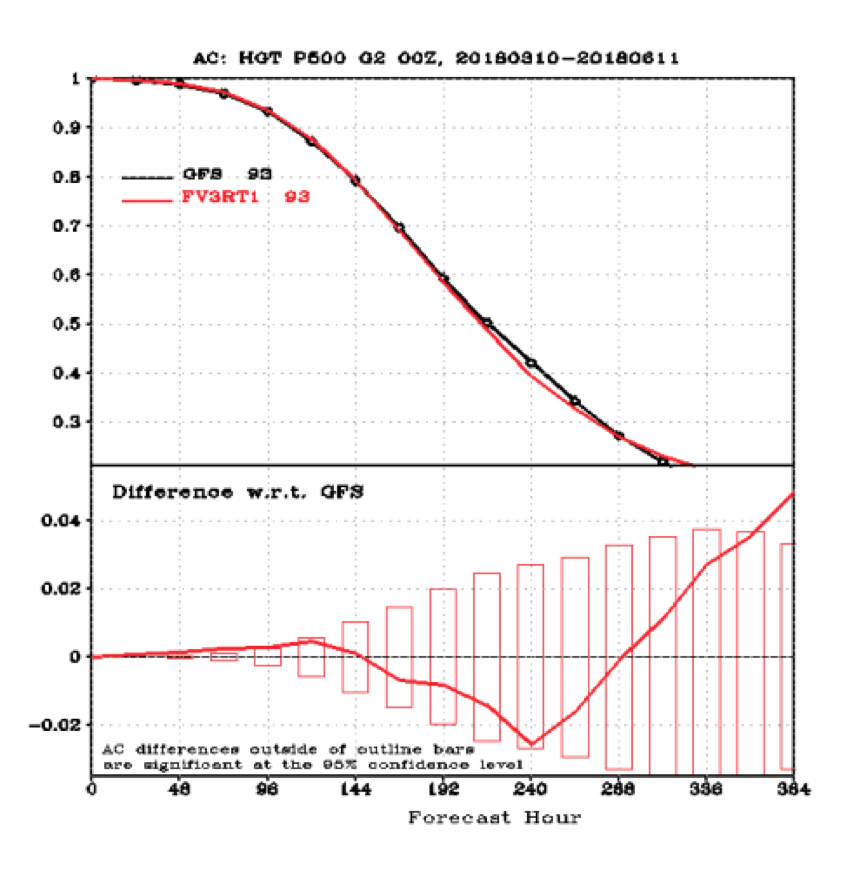 AC: HGT P500 G2 00Z, 20180310-20180611
1
0.9
0.8
0.7
0.6
0.5
0.4
0.3
GFS 93
FV3RT1 93
Difference w.r.t. GFS
0.04
0.02
0
-0.02
AC differences outside of outline bars
are significant at the 95% confidence level
0 48 96 144 192 240 288 336 384
Forecast Hour